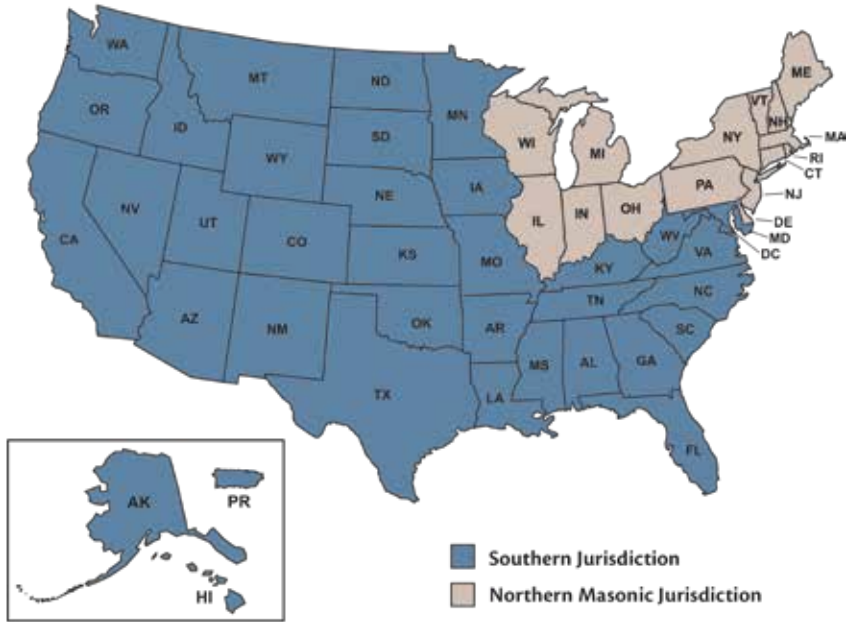 WA
MT
ND
MN
ME
VT
NH
OR
ID
SD
WI
NY
MA
MI
RI
CT
WY
IA
PA
NJ
NE
NV
UT
IL
IN
OH
DE
CA
CO
WV
MD
KS
MO
KY
VA
DC
TN
NC
AZ
NM
OK
AR
SC
MS
AL
GA
TX
LA
FL
AK
PR
HI
Southern Jurisdiction
Northern Masonic Jurisdiction